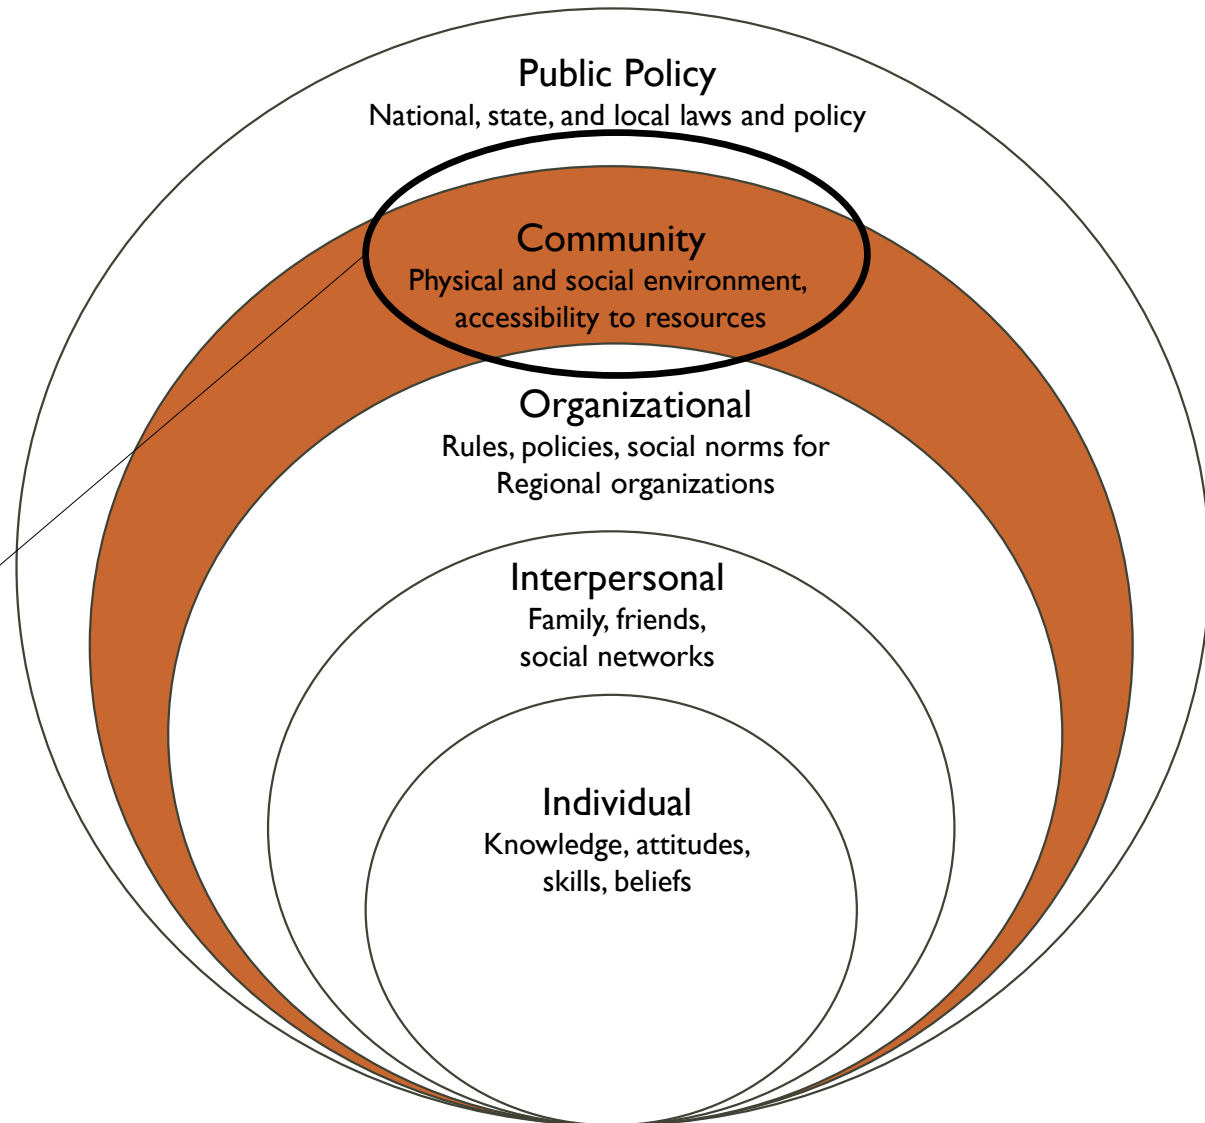 Public Policy
National, state, and local laws and policy
Community
Physical and social environment,
accessibility to resources
Organizational
Rules, policies, social norms for
Regional organizations
Interpersonal
Family, friends,
social networks
Individual
Knowledge, attitudes,
skills, beliefs